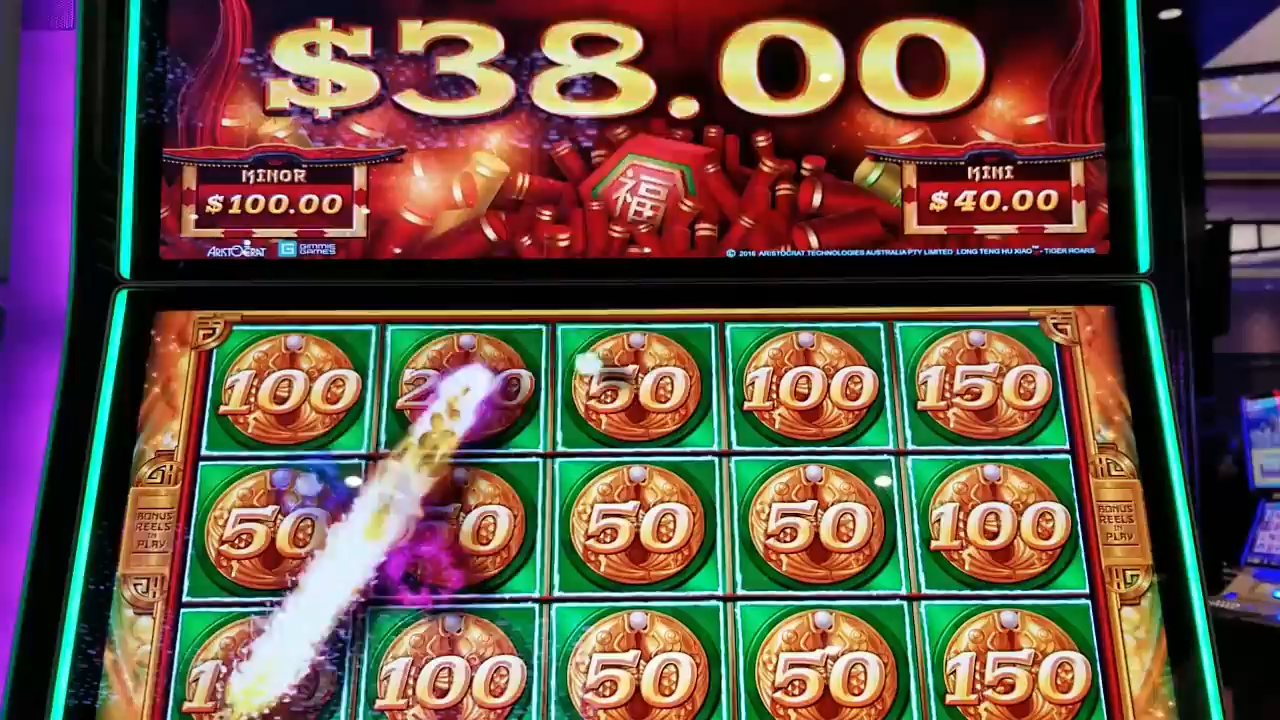 $38.00
MINOR
$100.00
福
MINI
$40.00
ARISTOCRAT
G GIMMIE GAMES
© 2016 ARISTOCRAT TECHNOLOGIES AUSTRALIA PTY LIMITED LONG TENG HU XIAO™ - TIGER ROARS
100
50
100
150
BONUS
REELS
IN
PLAY
50
50
50
100
BONUS
REELS
IN
PLAY
100
50
50
150